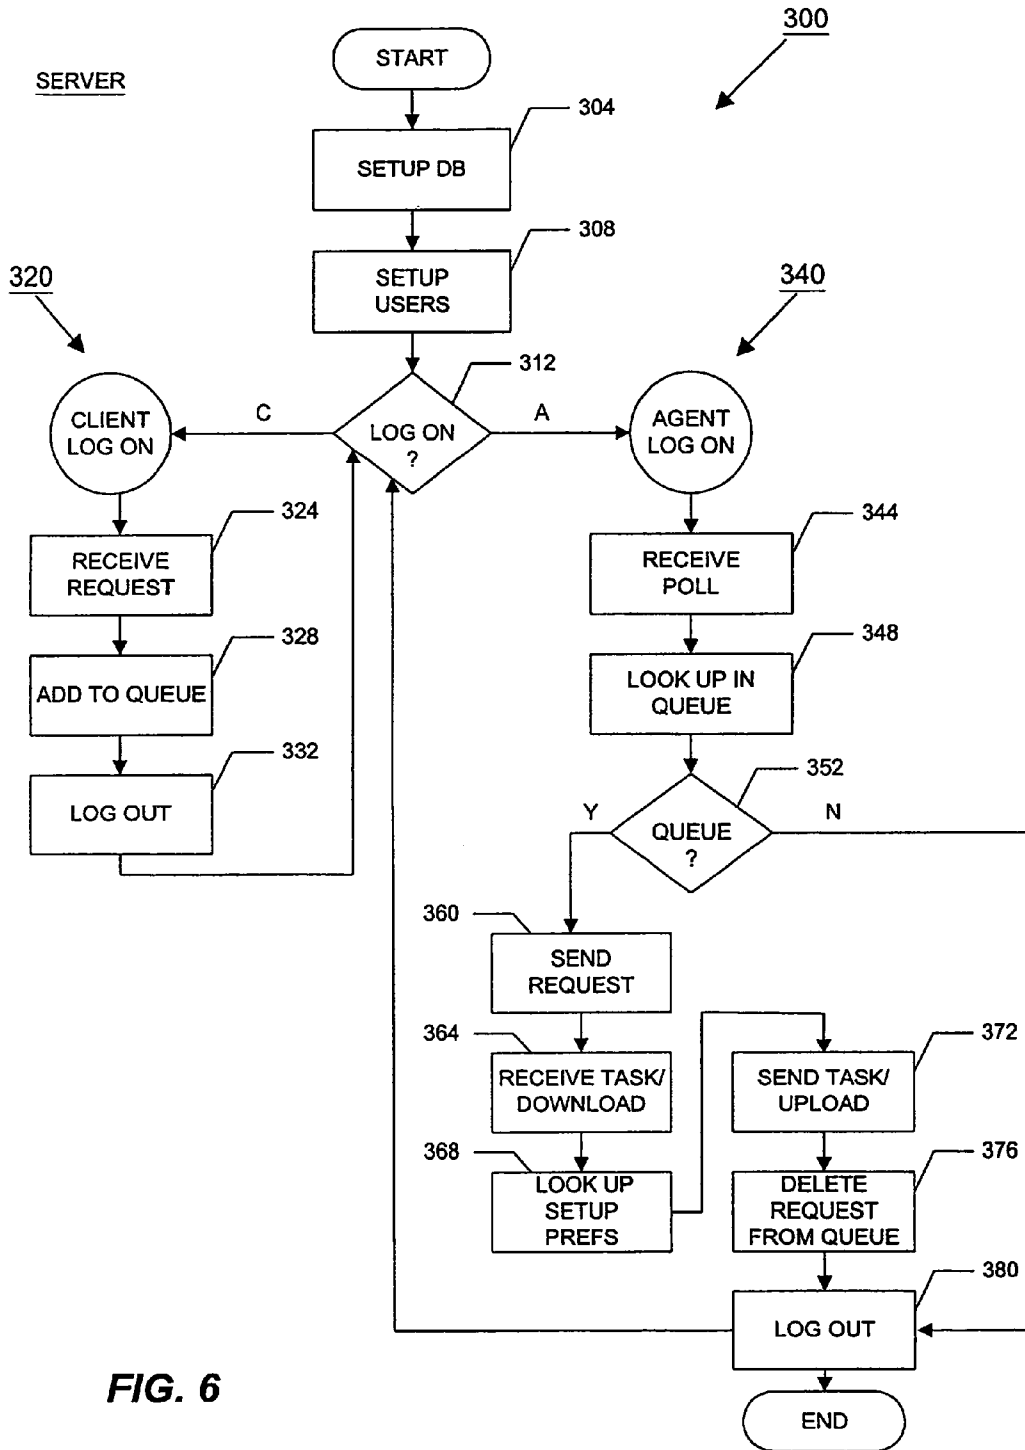 300
START
SERVER
304
SETUP DB
308
SETUP
USERS
320
340
312
CLIENT
LOG ON
C
LOG ON
?
A
AGENT
LOG ON
324
RECEIVE
REQUEST
344
RECEIVE
POLL
328
ADD TO QUEUE
348
LOOK UP IN
QUEUE
332
LOG OUT
352
Y
QUEUE
?
N
360
SEND
REQUEST
364
RECEIVE TASK/
DOWNLOAD
372
SEND TASK/
UPLOAD
368
LOOK UP
SETUP
PREFS
376
DELETE
REQUEST
FROM QUEUE
380
LOG OUT
FIG. 6
END